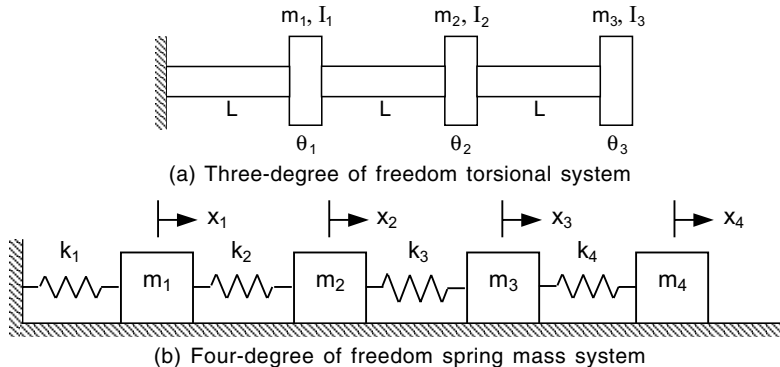 m₁, I₁ m₂, I₂ m₃, I₃
L L L
θ₁ θ₂ θ₃
(a) Three-degree of freedom torsional system
x₁ x₂ x₃ x₄
k₁ k₂ k₃ k₄
m₁ m₂ m₃ m₄
(b) Four-degree of freedom spring mass system